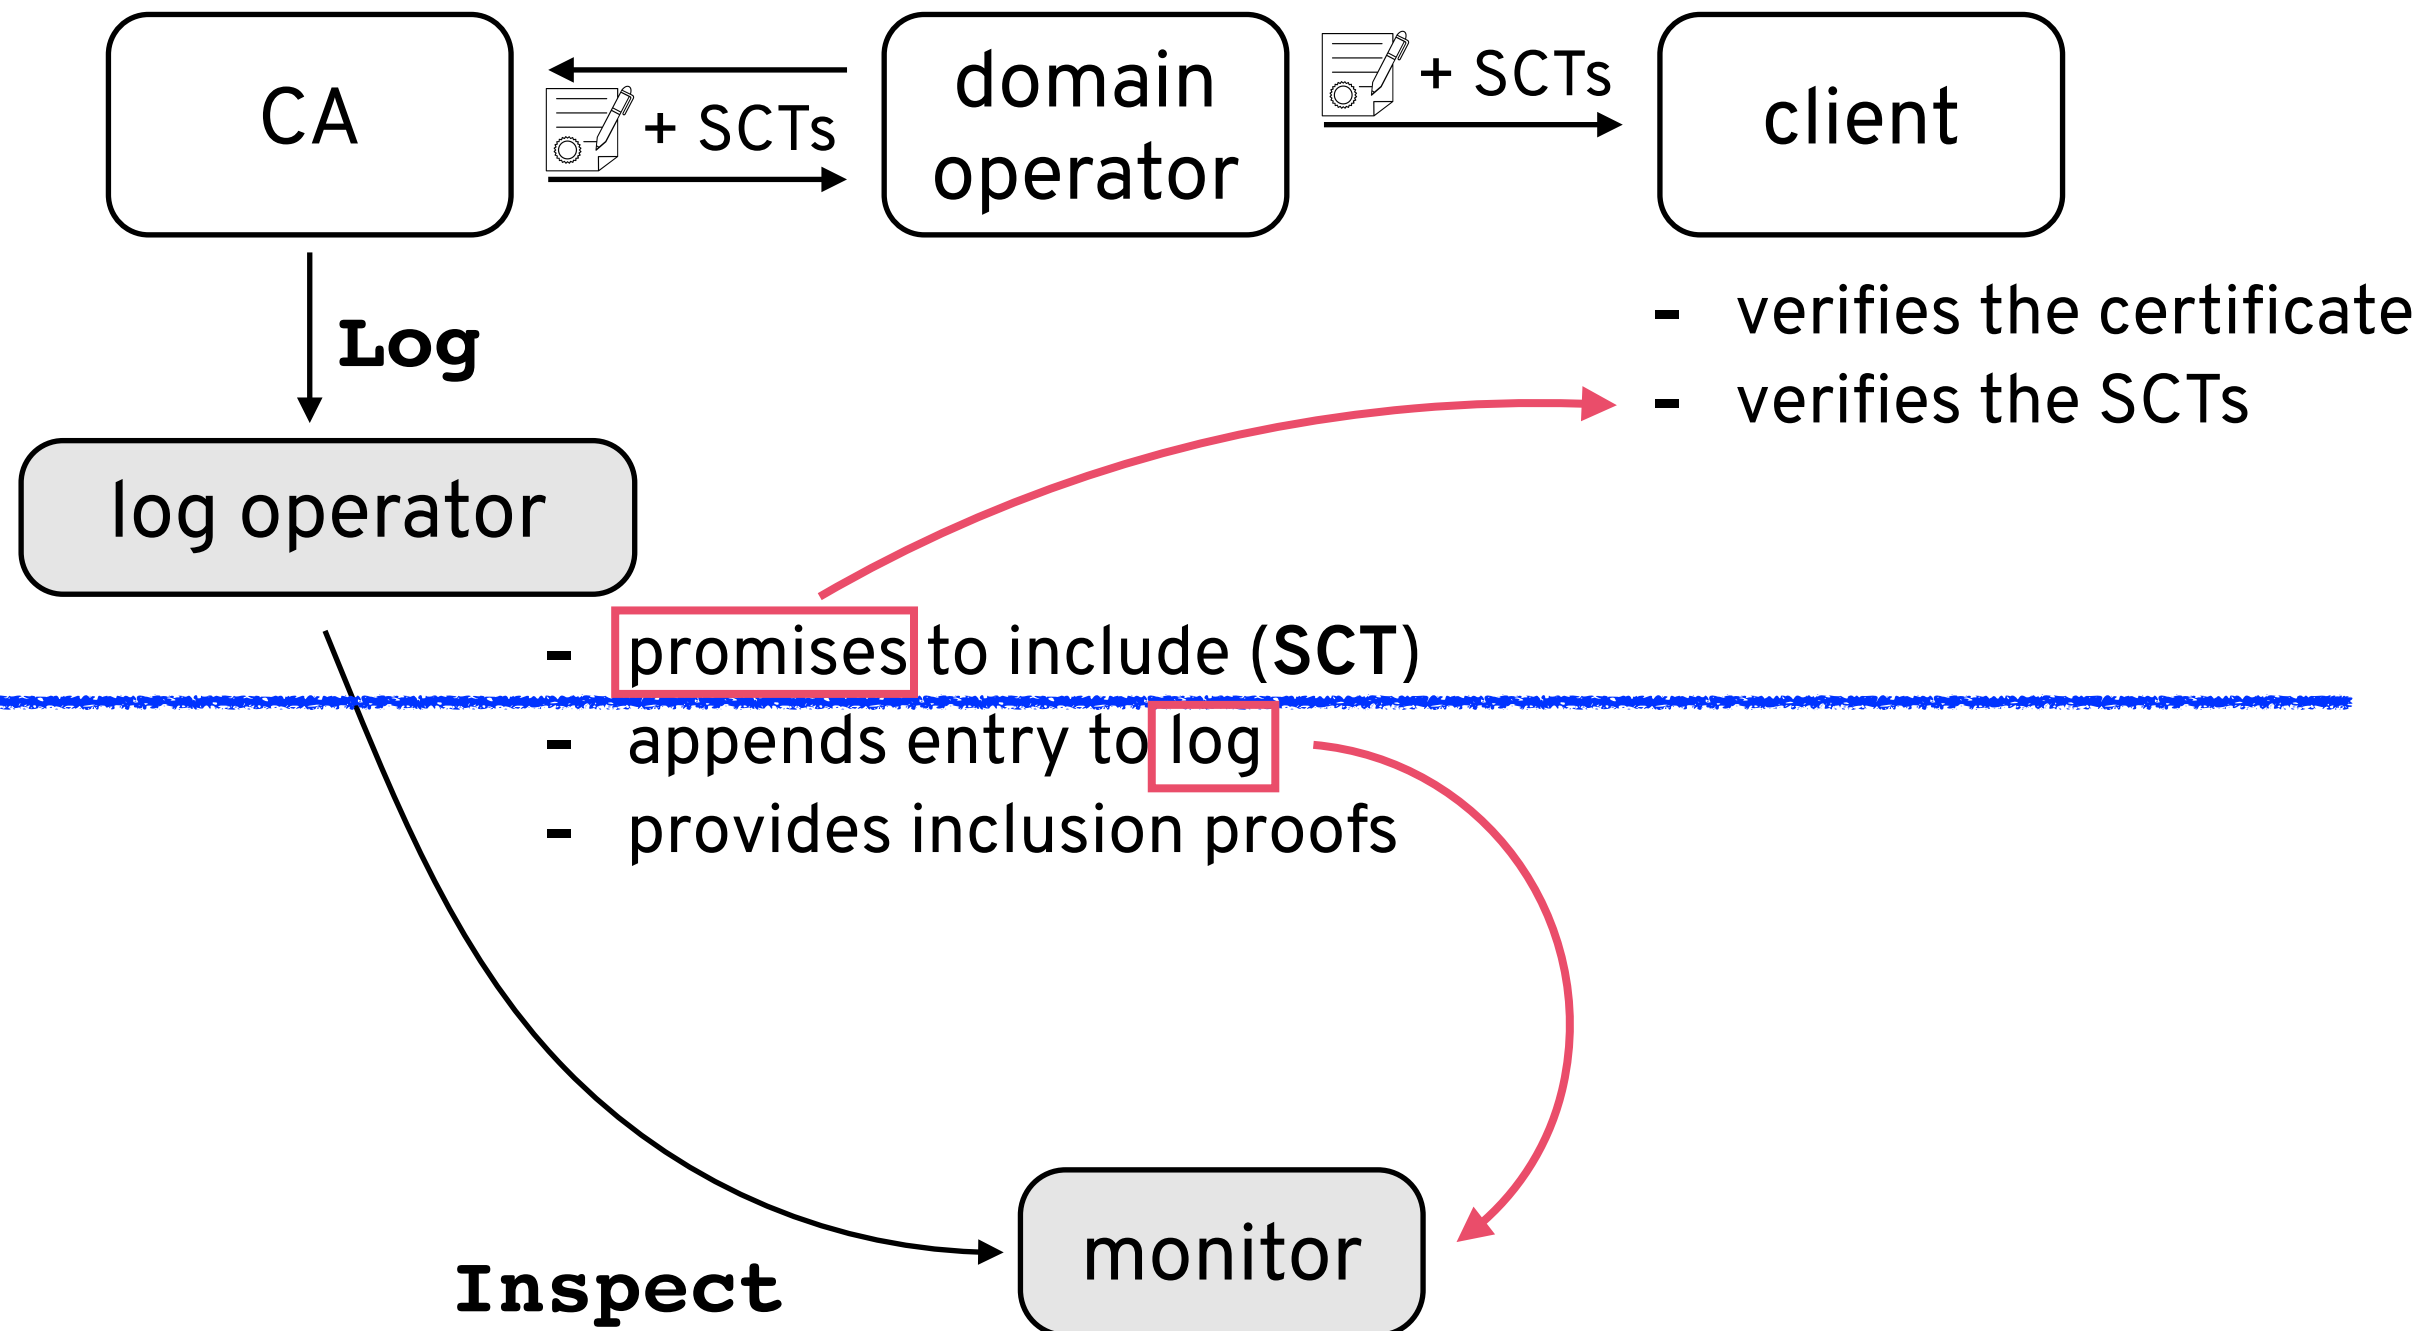 CA
+ SCTs
domain
operator
+ SCTs
client
Log
- verifies the certificate
- verifies the SCTs
log operator
- promises to include (SCT)
- appends entry to log
- provides inclusion proofs
Inspect
monitor